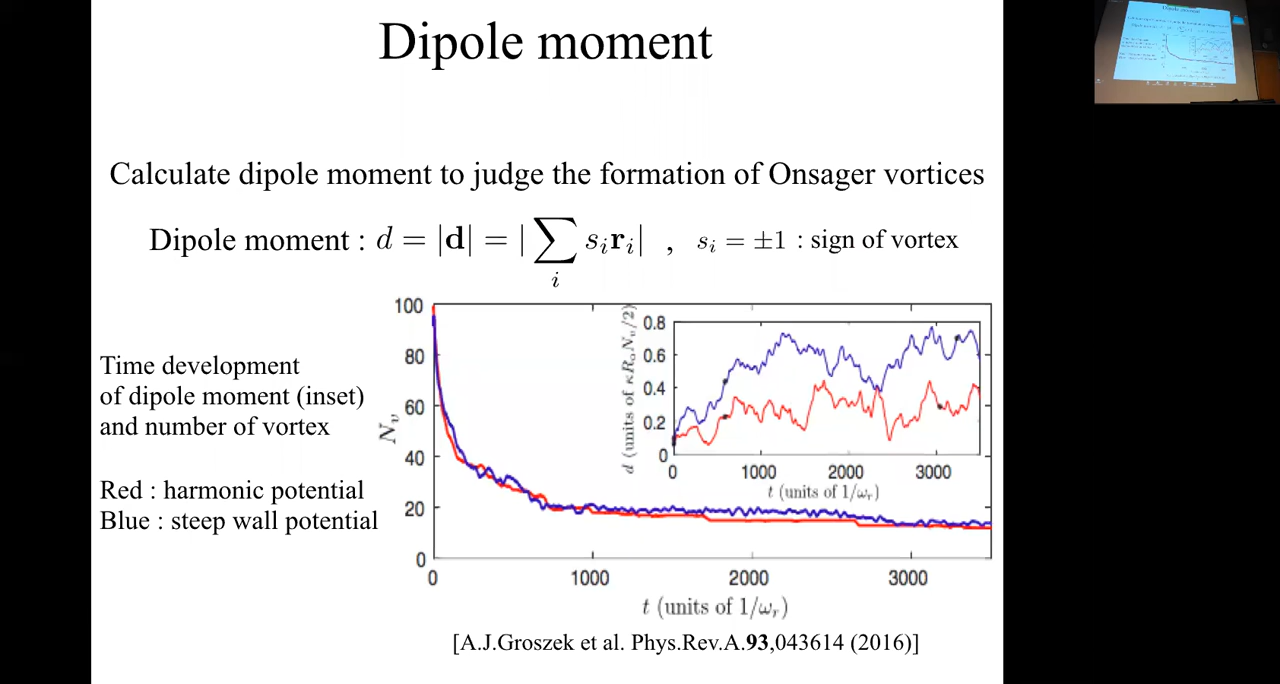 Dipole moment
Calculate dipole moment to judge the formation of Onsager vortices
Dipole moment : d = |𝐝| = | ∑_i s_i 𝐫_i | , s_i = ±1 : sign of vortex
Time development
of dipole moment (inset)
and number of vortex
Red : harmonic potential
Blue : steep wall potential
N_v
100
80
60
40
20
0
0 1000 2000 3000
t (units of 1/ω_r)
d (units of κR_oN_v/2)
0.8
0.6
0.4
0.2
0
0 1000 2000 3000
t (units of 1/ω_r)
[A.J.Groszek et al. Phys.Rev.A.93,043614 (2016)]